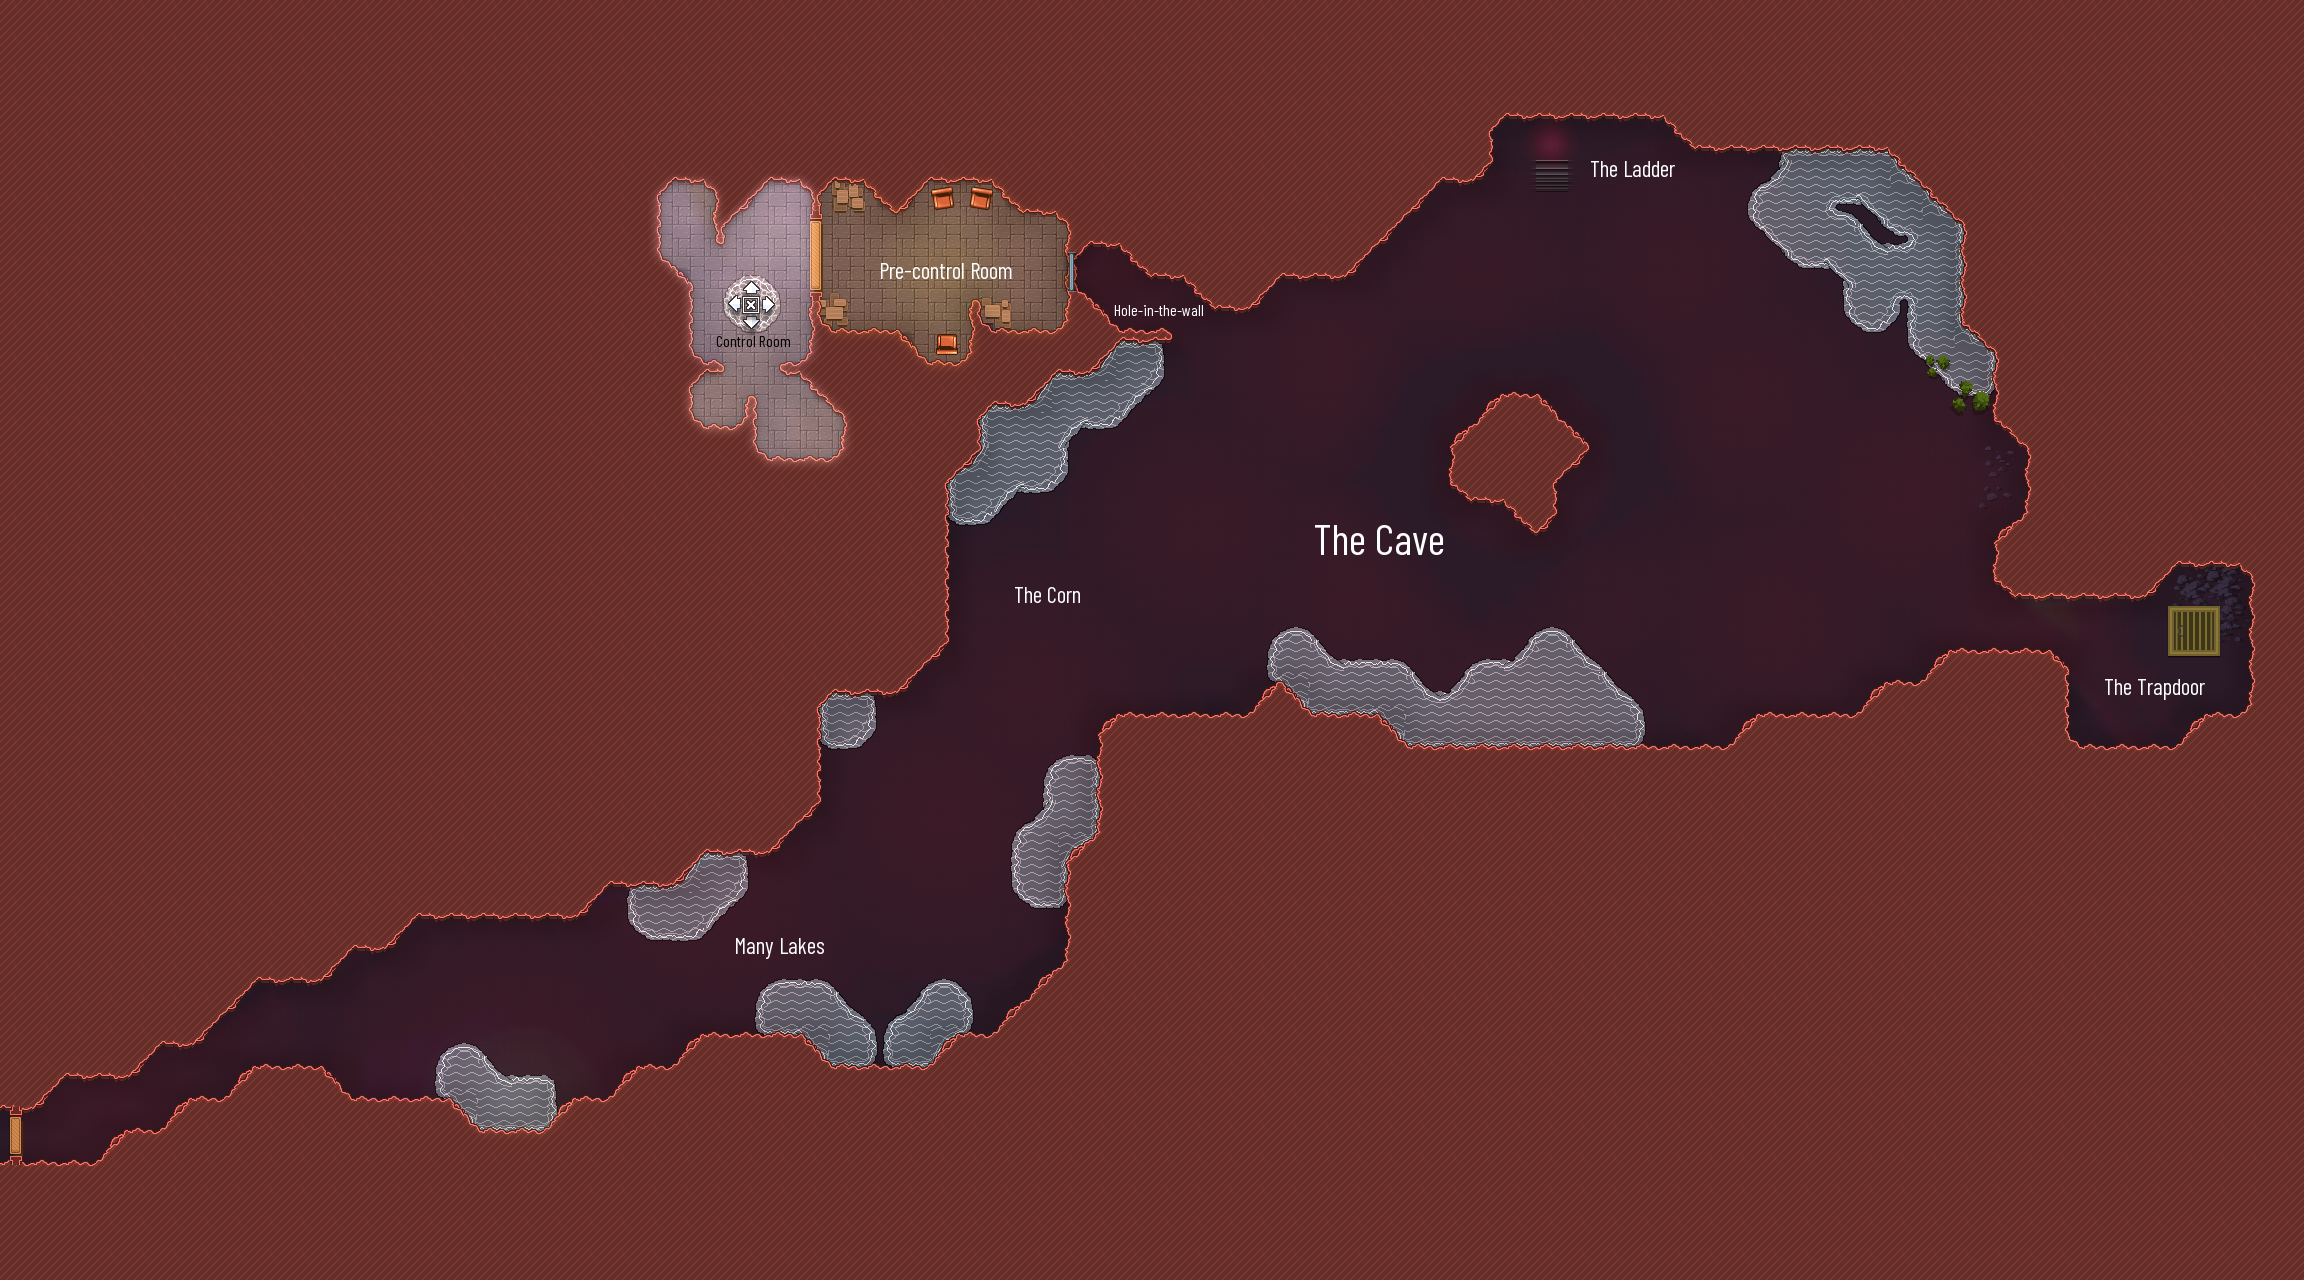 The Ladder
Pre-control Room
Hole-in-the-wall
Control Room
The Cave
The Corn
The Trapdoor
Many Lakes